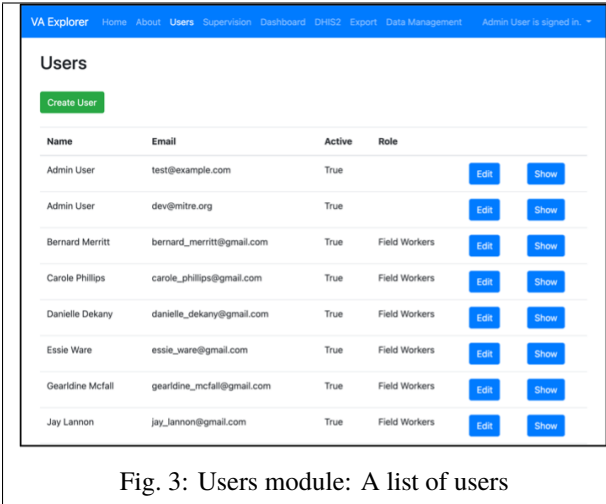 VA Explorer Home About Users Supervision Dashboard DHIS2 Export Data Management Admin User is signed in.
Users
Create User
Name Email Active Role
Admin User test@example.com True Edit Show
Admin User dev@mitre.org True Edit Show
Bernard Merritt bernard_merritt@gmail.com True Field Workers Edit Show
Carole Phillips carole_phillips@gmail.com True Field Workers Edit Show
Danielle Dekany danielle_dekany@gmail.com True Field Workers Edit Show
Essie Ware essie_ware@gmail.com True Field Workers Edit Show
Gearldine Mcfall gearldine_mcfall@gmail.com True Field Workers Edit Show
Jay Lannon jay_lannon@gmail.com True Field Workers Edit Show
Fig. 3: Users module: A list of users